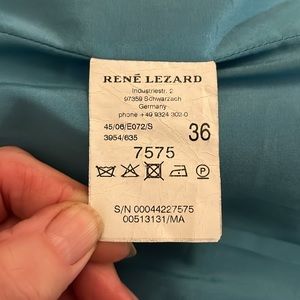 RENÉ LEZARD
Industriestr. 2
97359 Schwarzach
Germany
phone +49 9324 302-0
45/06/E072/S
3954/635
36
7575
P
S/N 00044227575
00513131/MA